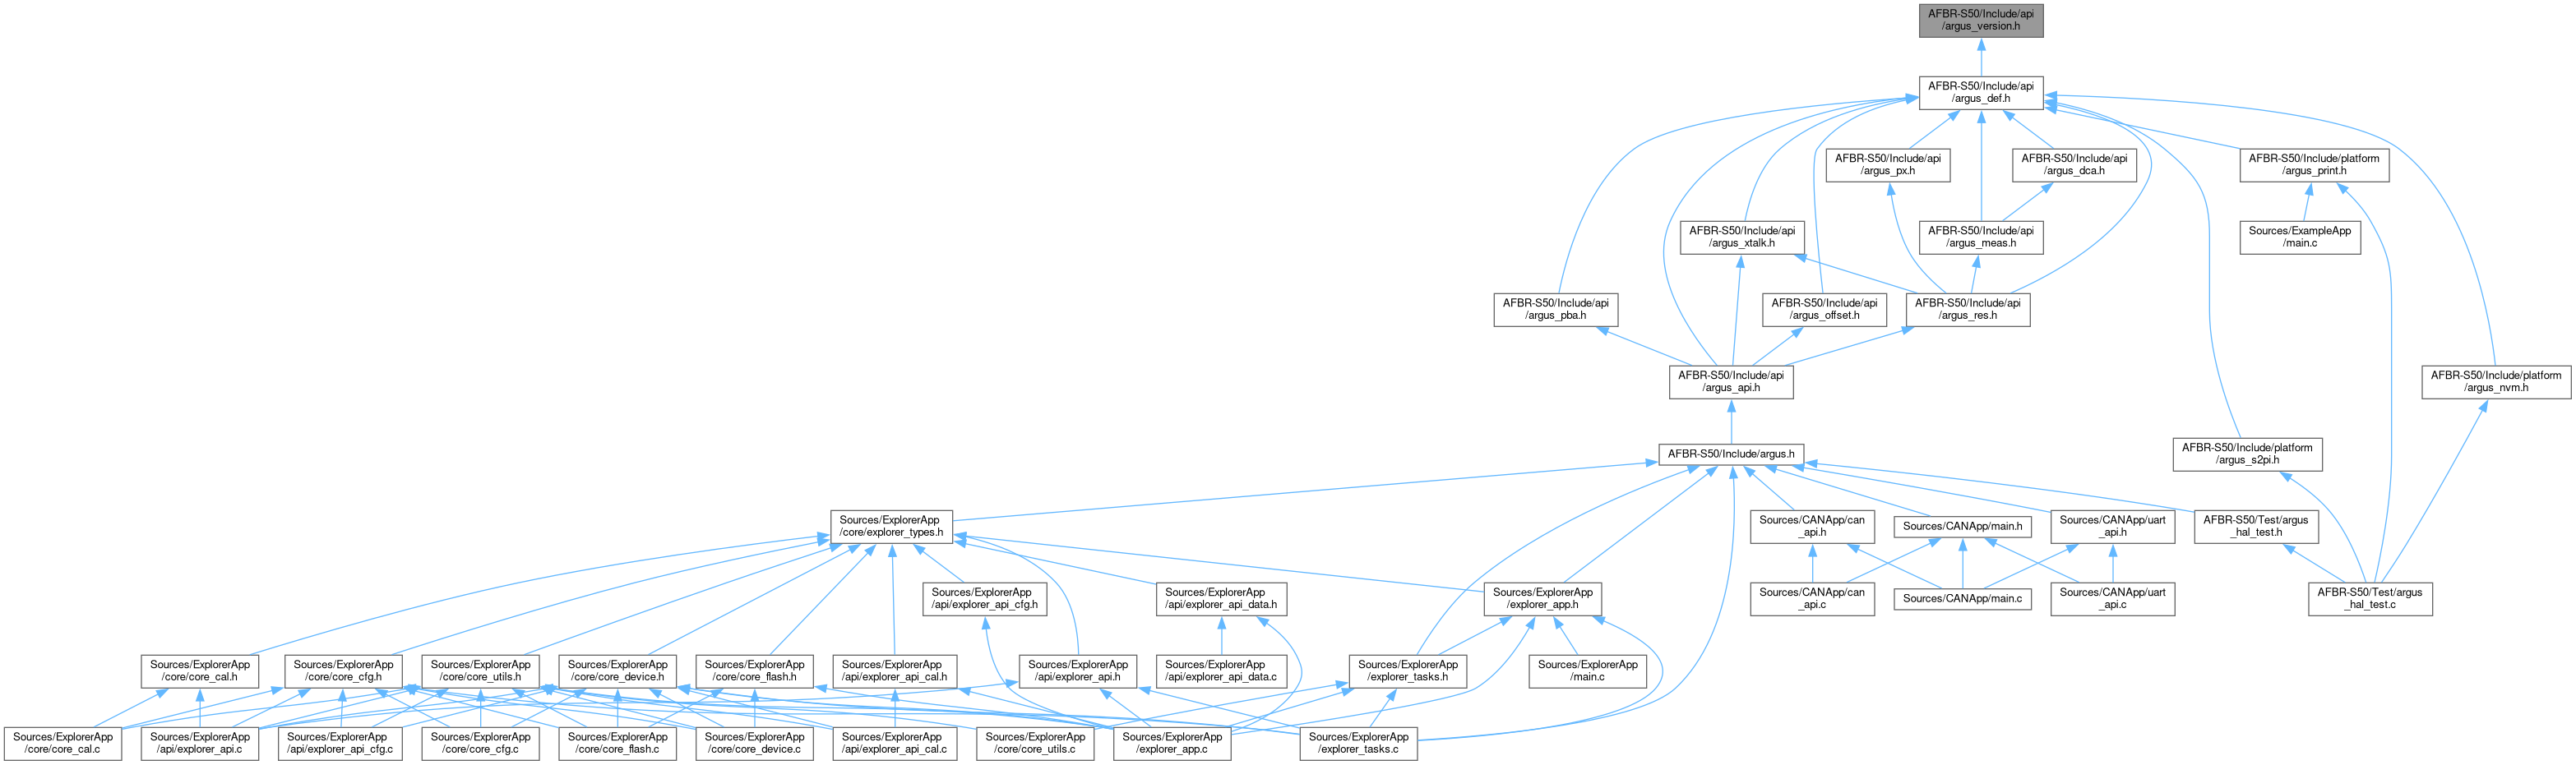 AFBR-S50/Include/api
/argus_version.h
AFBR-S50/Include/api
/argus_def.h
AFBR-S50/Include/api
/argus_px.h
AFBR-S50/Include/api
/argus_dca.h
AFBR-S50/Include/platform
/argus_print.h
AFBR-S50/Include/api
/argus_xtalk.h
AFBR-S50/Include/api
/argus_meas.h
Sources/ExampleApp
/main.c
AFBR-S50/Include/api
/argus_pba.h
AFBR-S50/Include/api
/argus_offset.h
AFBR-S50/Include/api
/argus_res.h
AFBR-S50/Include/api
/argus_api.h
AFBR-S50/Include/platform
/argus_nvm.h
AFBR-S50/Include/argus.h
AFBR-S50/Include/platform
/argus_s2pi.h
Sources/ExplorerApp
/core/explorer_types.h
Sources/CANApp/can
_api.h
Sources/CANApp/main.h
Sources/CANApp/uart
_api.h
AFBR-S50/Test/argus
_hal_test.h
Sources/ExplorerApp
/api/explorer_api_cfg.h
Sources/ExplorerApp
/api/explorer_api_data.h
Sources/ExplorerApp
/explorer_app.h
Sources/CANApp/can
_api.c
Sources/CANApp/main.c
Sources/CANApp/uart
_api.c
AFBR-S50/Test/argus
_hal_test.c
Sources/ExplorerApp
/core/core_cal.h
Sources/ExplorerApp
/core/core_cfg.h
Sources/ExplorerApp
/core/core_utils.h
Sources/ExplorerApp
/core/core_device.h
Sources/ExplorerApp
/core/core_flash.h
Sources/ExplorerApp
/api/explorer_api_cal.h
Sources/ExplorerApp
/api/explorer_api.h
Sources/ExplorerApp
/api/explorer_api_data.c
Sources/ExplorerApp
/explorer_tasks.h
Sources/ExplorerApp
/main.c
Sources/ExplorerApp
/core/core_cal.c
Sources/ExplorerApp
/api/explorer_api.c
Sources/ExplorerApp
/api/explorer_api_cfg.c
Sources/ExplorerApp
/core/core_cfg.c
Sources/ExplorerApp
/core/core_flash.c
Sources/ExplorerApp
/core/core_device.c
Sources/ExplorerApp
/api/explorer_api_cal.c
Sources/ExplorerApp
/core/core_utils.c
Sources/ExplorerApp
/explorer_app.c
Sources/ExplorerApp
/explorer_tasks.c